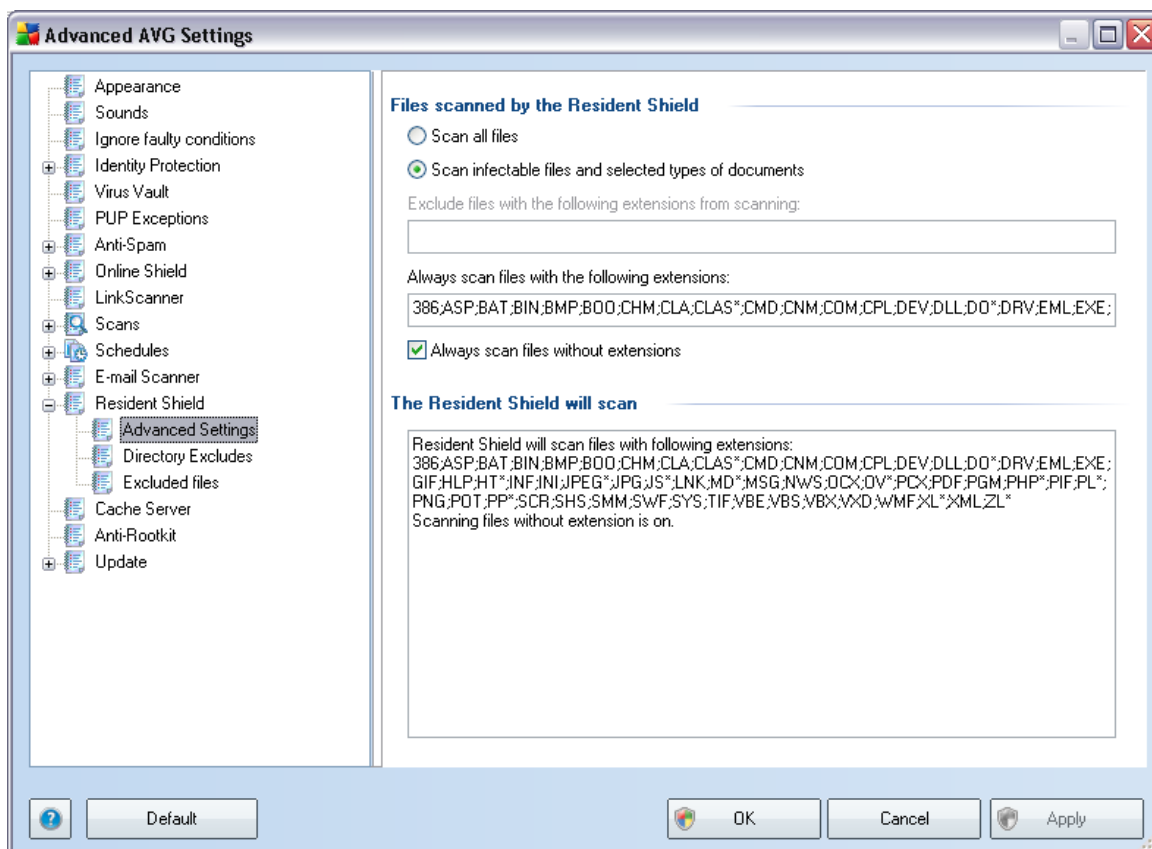 Advanced AVG Settings
Appearance
Sounds
Ignore faulty conditions
Identity Protection
Virus Vault
PUP Exceptions
Anti-Spam
Online Shield
LinkScanner
Scans
Schedules
E-mail Scanner
Resident Shield
Advanced Settings
Directory Excludes
Excluded files
Cache Server
Anti-Rootkit
Update
Files scanned by the Resident Shield
Scan all files
Scan infectable files and selected types of documents
Exclude files with the following extensions from scanning:
Always scan files with the following extensions:
386;ASP;BAT;BIN;BMP;BOO;CHM;CLA;CLAS*;CMD;CNM;COM;CPL;DEV;DLL;DO*;DRV;EML;EXE;
Always scan files without extensions
The Resident Shield will scan
Resident Shield will scan files with following extensions:
386;ASP;BAT;BIN;BMP;BOO;CHM;CLA;CLAS*;CMD;CNM;COM;CPL;DEV;DLL;DO*;DRV;EML;EXE;
GIF;HLP;HT*;INF;INI;JPEG*;JPG;JS*;LNK;MD*;MSG;NWS;OCX;OV*;PCX;PDF;PGM;PHP*;PIF;PL*;
PNG;POT;PP*;SCR;SHS;SMM;SWF;SYS;TIF;VBE;VBS;VBX;VXD;WMF;XL*;XML;ZL*
Scanning files without extension is on.
?
Default
OK
Cancel
Apply